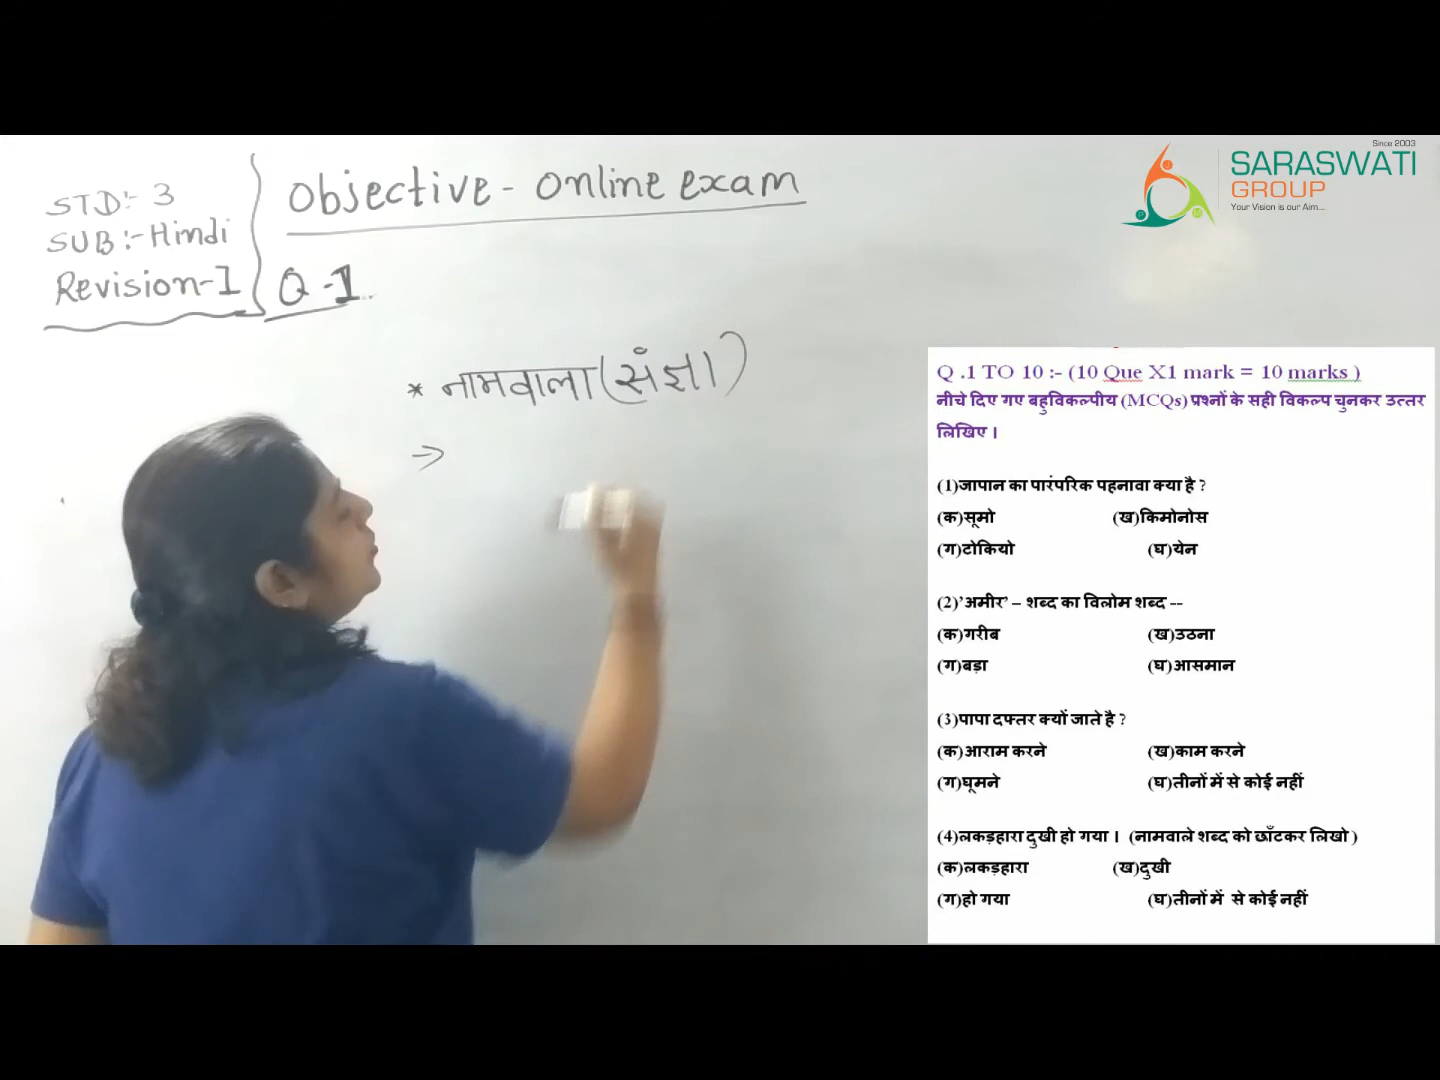 STD:- 3
SUB:- Hindi
Revision-I
Objective - online exam
Q-1
* नामवाला (संज्ञा)
→
Since 2003
SARASWATI
GROUP
Your Vision is our Aim...
Q .1 TO 10 :- (10 Que X1 mark = 10 marks )
नीचे दिए गए बहुविकल्पीय (MCQs) प्रश्नों के सही विकल्प चुनकर उत्तर
लिखिए ।
(1)जापान का पारंपरिक पहनावा क्या है ?
(क)सूमो (ख)किमोनोस
(ग)टोकियो (घ)येन
(2)’अमीर’ – शब्द का विलोम शब्द --
(क)गरीब (ख)उठना
(ग)बड़ा (घ)आसमान
(3)पापा दफ्तर क्यों जाते है ?
(क)आराम करने (ख)काम करने
(ग)घूमने (घ)तीनों में से कोई नहीं
(4)लकड़हारा दुखी हो गया । (नामवाले शब्द को छाँटकर लिखो )
(क)लकड़हारा (ख)दुखी
(ग)हो गया (घ)तीनों में से कोई नहीं